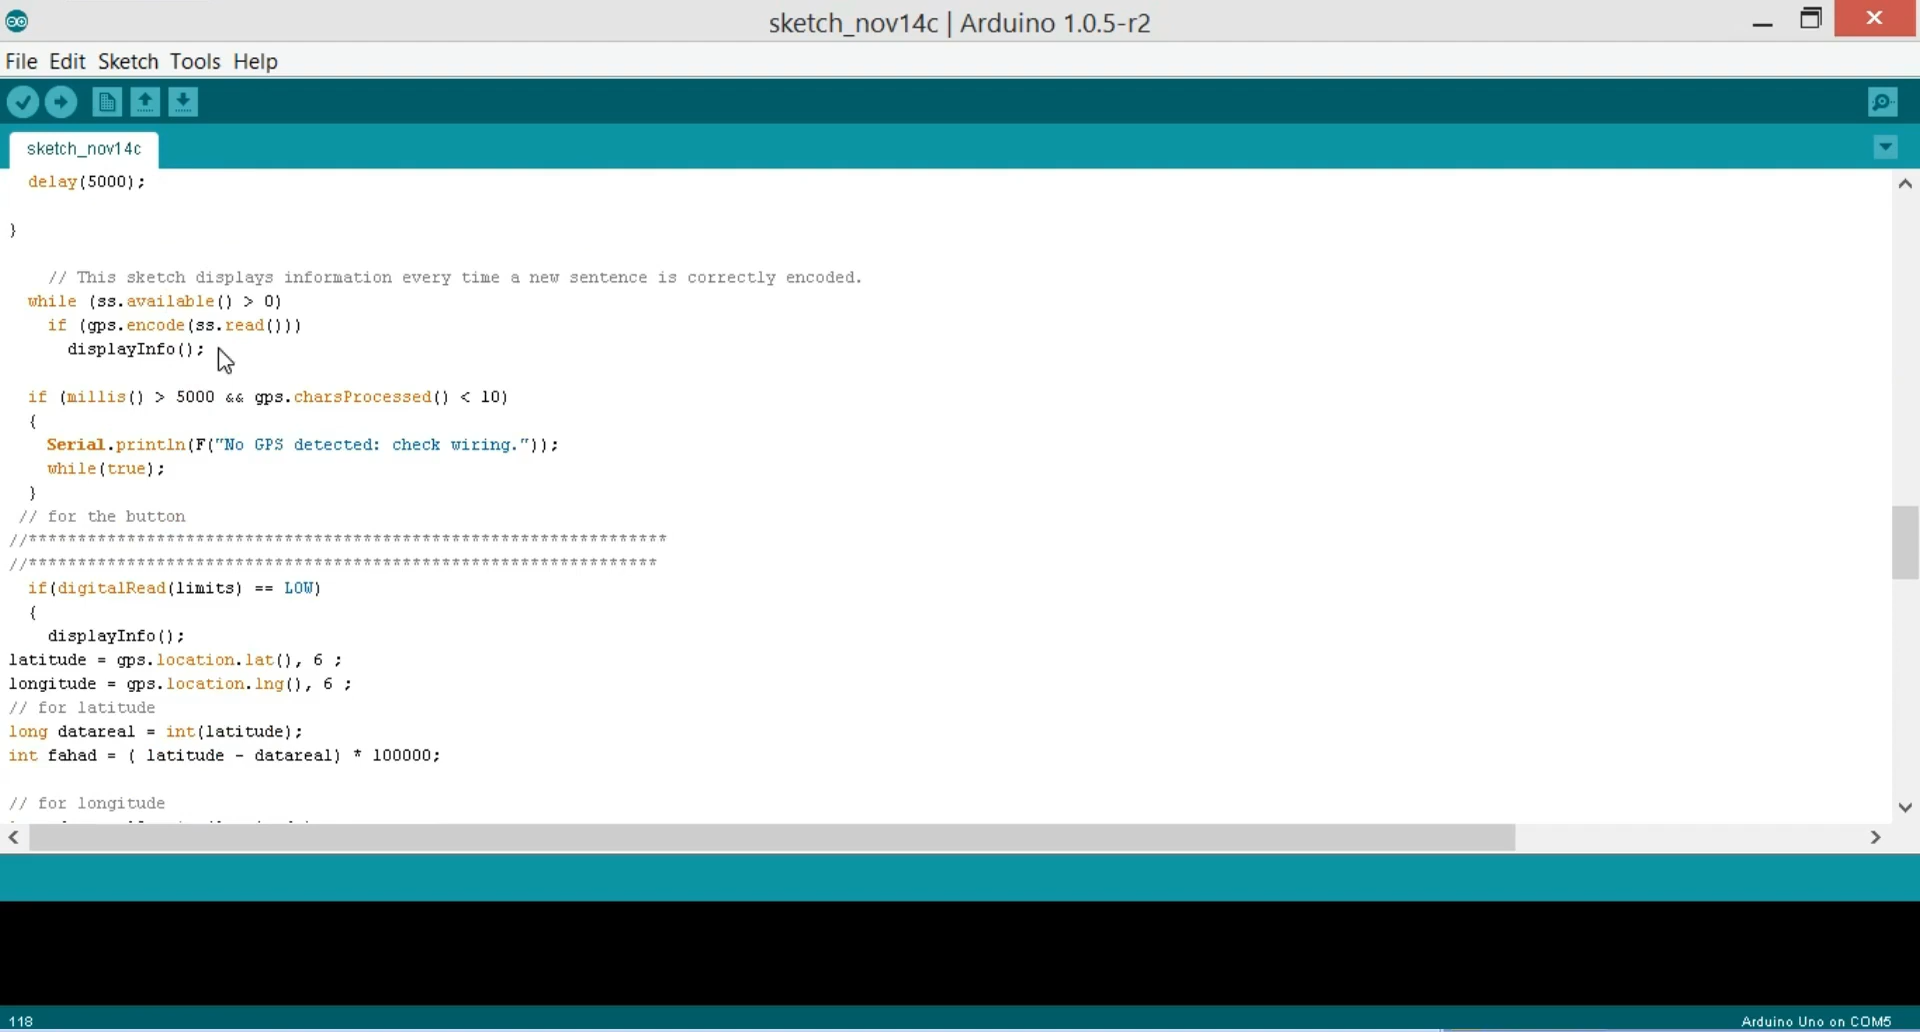 sketch_nov14c | Arduino 1.0.5-r2
File Edit Sketch Tools Help
sketch_nov14c
delay(5000);
}
// This sketch displays information every time a new sentence is correctly encoded.
while (ss.available() > 0)
if (gps.encode(ss.read()))
displayInfo();
if (millis() > 5000 && gps.charsProcessed() < 10)
{
Serial.println(F("No GPS detected: check wiring."));
while(true);
}
// for the button
//*****************************************************************
//****************************************************************
if(digitalRead(limits) == LOW)
{
displayInfo();
latitude = gps.location.lat(), 6 ;
longitude = gps.location.lng(), 6 ;
// for latitude
long datareal = int(latitude);
int fahad = ( latitude - datareal) * 100000;
// for longitude
118
Arduino Uno on COM5